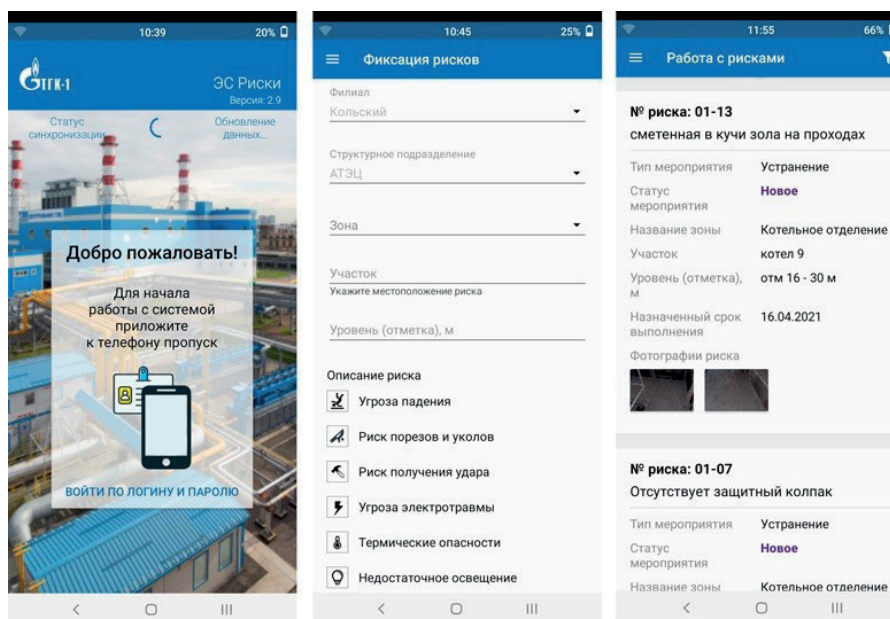 10:39
20%
ТГК-1
ЭС Риски
Версия: 2.9
Статус
синхронизации
Обновление
данных...
Добро пожаловать!
Для начала
работы с системой
приложите
к телефону пропуск
ВОЙТИ ПО ЛОГИНУ И ПАРОЛЮ
10:45
25%
Фиксация рисков
Филиал
Кольский
Структурное подразделение
АТЭЦ
Зона
Участок
Укажите местоположение риска
Уровень (отметка), м
Описание риска
Угроза падения
Риск порезов и уколов
Риск получения удара
Угроза электротравмы
Термические опасности
Недостаточное освещение
11:55
66%
Работа с рисками
№ риска: 01-13
сметенная в кучи зола на проходах
Тип мероприятия Устранение
Статус Новое
мероприятия
Название зоны Котельное отделение
Участок котел 9
Уровень (отметка), отм 16 - 30 м
м
Назначенный срок 16.04.2021
выполнения
Фотографии риска
№ риска: 01-07
Отсутствует защитный колпак
Тип мероприятия Устранение
Статус Новое
мероприятия
Название зоны Котельное отделение